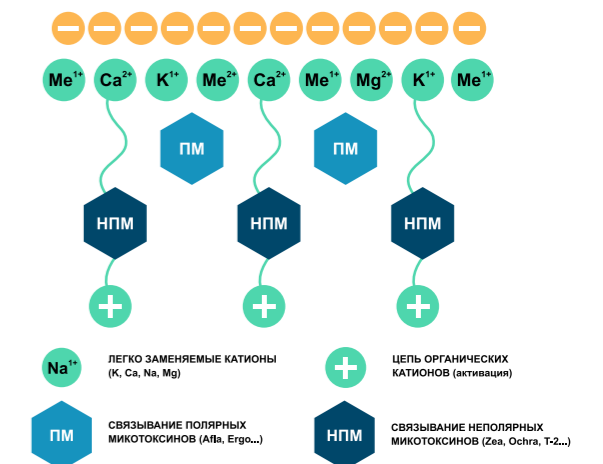 Me1+ Ca2+ K1+ Me2+ Ca2+ Me1+ Mg2+ K1+ Me1+
ПМ ПМ
НПМ НПМ НПМ
+ + +
Na1+
ЛЕГКО ЗАМЕНЯЕМЫЕ КАТИОНЫ
(K, Ca, Na, Mg)
+
ЦЕПЬ ОРГАНИЧЕСКИХ
КАТИОНОВ (активация)
ПМ
СВЯЗЫВАНИЕ ПОЛЯРНЫХ
МИКОТОКСИНОВ (Afla, Ergo...)
НПМ
СВЯЗЫВАНИЕ НЕПОЛЯРНЫХ
МИКОТОКСИНОВ (Zea, Ochra, T-2...)